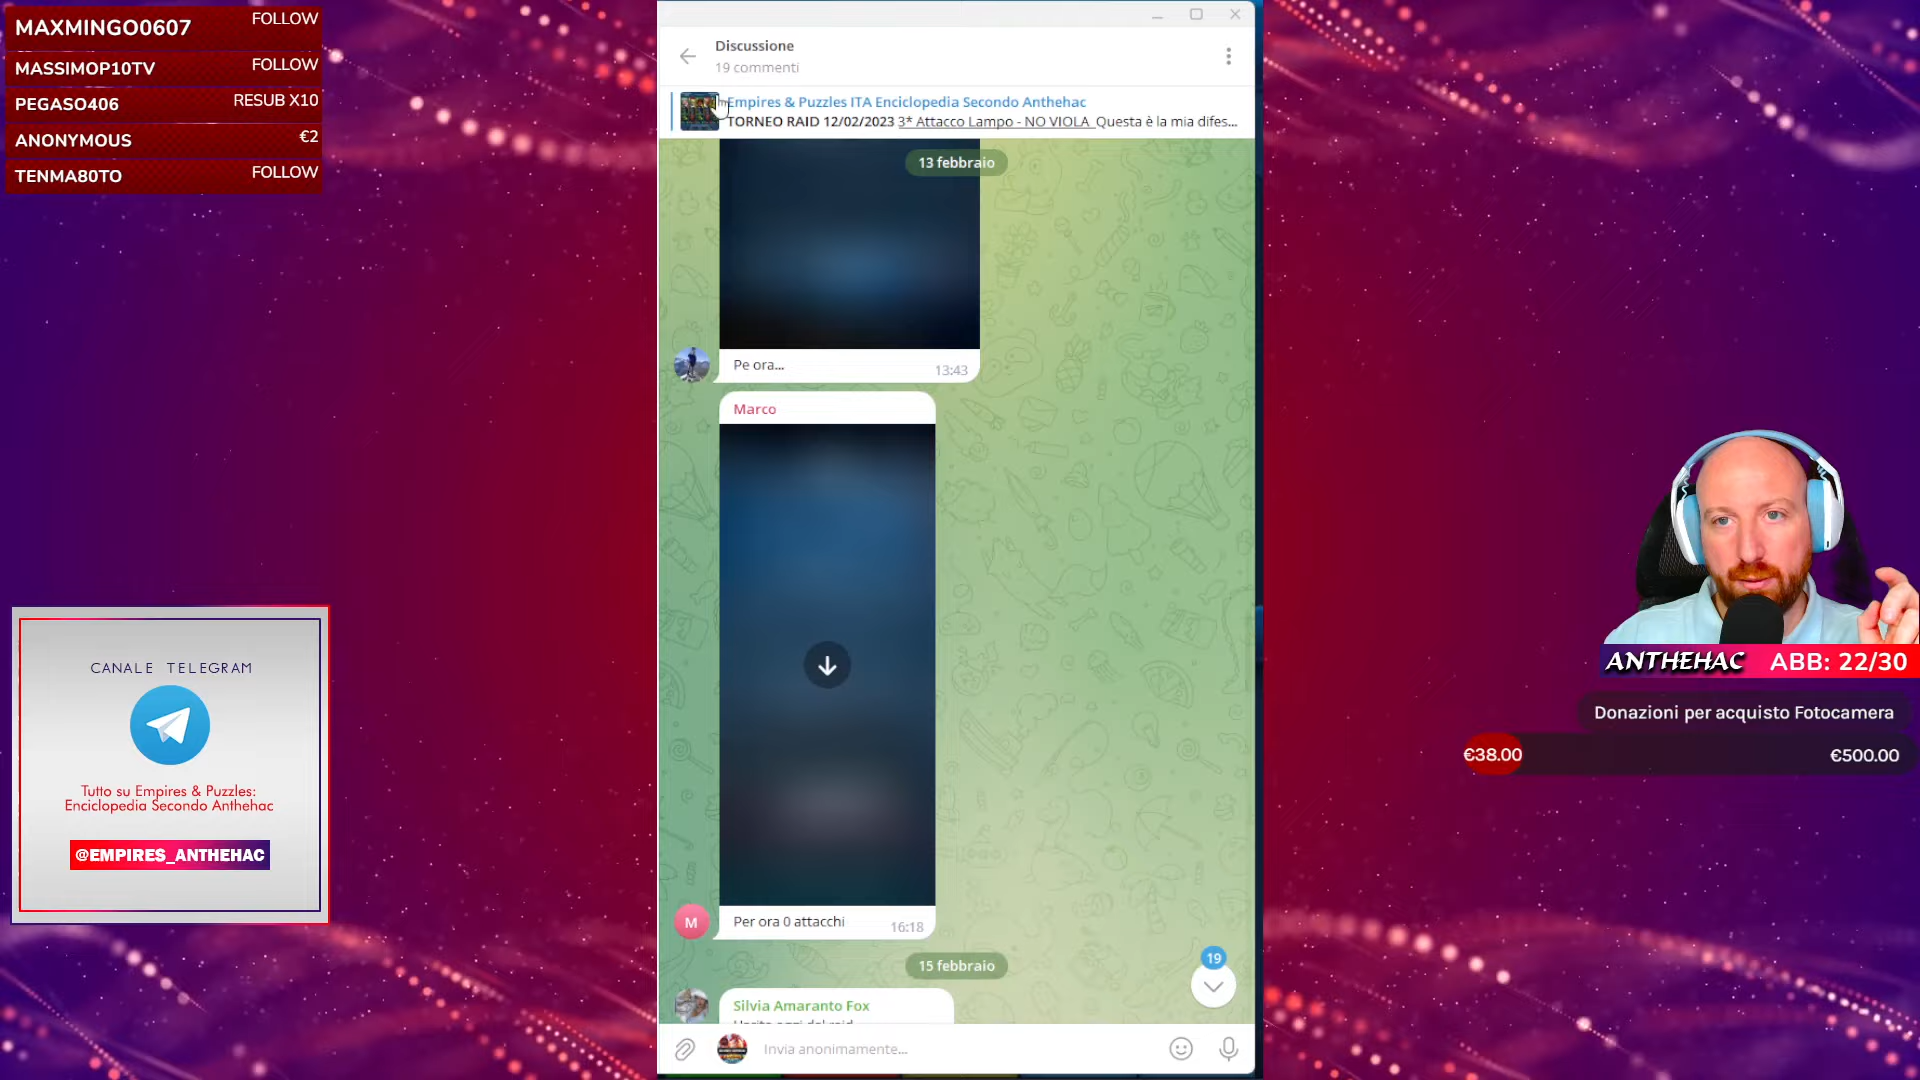 MAXMINGO0607 FOLLOW
MASSIMOP10TV FOLLOW
PEGASO406 RESUB X10
ANONYMOUS €2
TENMA80TO FOLLOW
Discussione
19 commenti
Empires & Puzzles ITA Enciclopedia Secondo Anthehac
TORNEO RAID 12/02/2023 3* Attacco Lampo - NO VIOLA Questa è la mia difes...
13 febbraio
Pe ora...
13:43
Marco
M
Per ora 0 attacchi
16:18
15 febbraio
19
Silvia Amaranto Fox
Invia anonimamente...
CANALE TELEGRAM
Tutto su Empires & Puzzles:
Enciclopedia Secondo Anthehac
@EMPIRES_ANTHEHAC
ANTHEHAC ABB: 22/30
Donazioni per acquisto Fotocamera
€38.00 €500.00